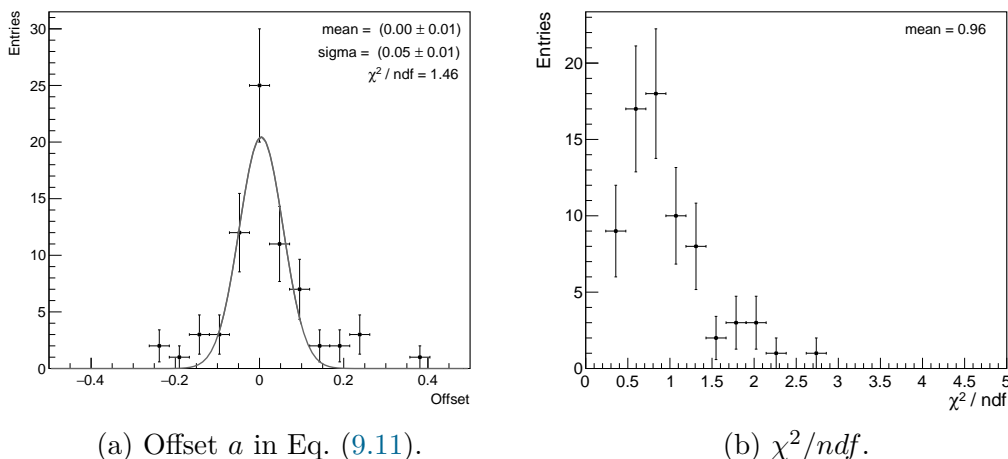 Entries
30
25
20
15
10
5
0
−0.4
−0.2
0
0.2
0.4
Offset
mean = (0.00 ± 0.01)
sigma = (0.05 ± 0.01)
χ² / ndf = 1.46
(a) Offset a in Eq. (9.11).
Entries
20
15
10
5
0
0
0.5
1
1.5
2
2.5
3
3.5
4
4.5
5
χ² / ndf
mean = 0.96
(b) χ²/ndf.